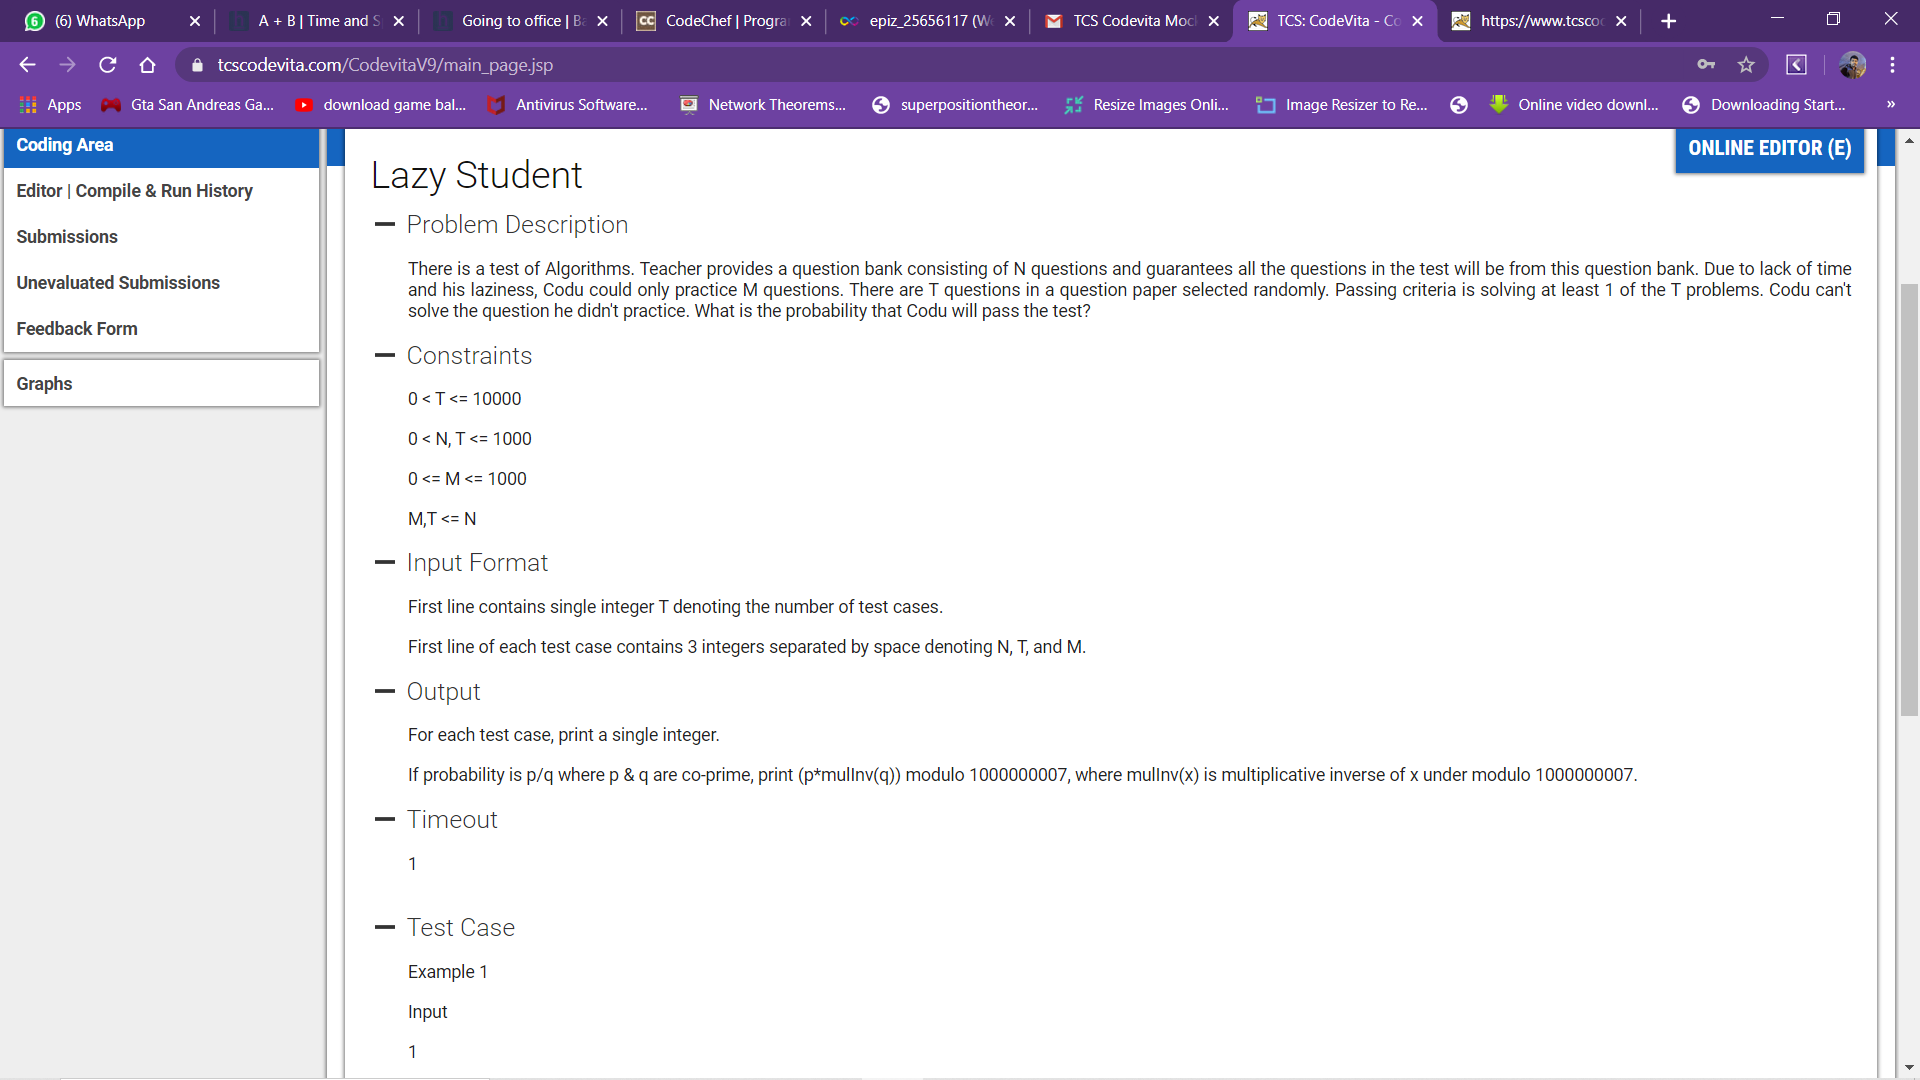 6 (6) WhatsApp
A + B | Time and S
Going to office | Ba
CC CodeChef | Progra
epiz_25656117 (We
TCS Codevita Moc
TCS: CodeVita - Co
https://www.tcsco
tcscodevita.com/CodevitaV9/main_page.jsp
Apps Gta San Andreas Ga... download game bal... Antivirus Software... Network Theorems... superpositiontheor... Resize Images Onli... Image Resizer to Re... Online video downl... Downloading Start... »
Coding Area
Editor | Compile & Run History
Submissions
Unevaluated Submissions
Feedback Form
Graphs
ONLINE EDITOR (E)
Lazy Student
Problem Description
There is a test of Algorithms. Teacher provides a question bank consisting of N questions and guarantees all the questions in the test will be from this question bank. Due to lack of time
and his laziness, Codu could only practice M questions. There are T questions in a question paper selected randomly. Passing criteria is solving at least 1 of the T problems. Codu can't
solve the question he didn't practice. What is the probability that Codu will pass the test?
Constraints
0 < T <= 10000
0 < N, T <= 1000
0 <= M <= 1000
M,T <= N
Input Format
First line contains single integer T denoting the number of test cases.
First line of each test case contains 3 integers separated by space denoting N, T, and M.
Output
For each test case, print a single integer.
If probability is p/q where p & q are co-prime, print (p*mulInv(q)) modulo 1000000007, where mulInv(x) is multiplicative inverse of x under modulo 1000000007.
Timeout
1
Test Case
Example 1
Input
1